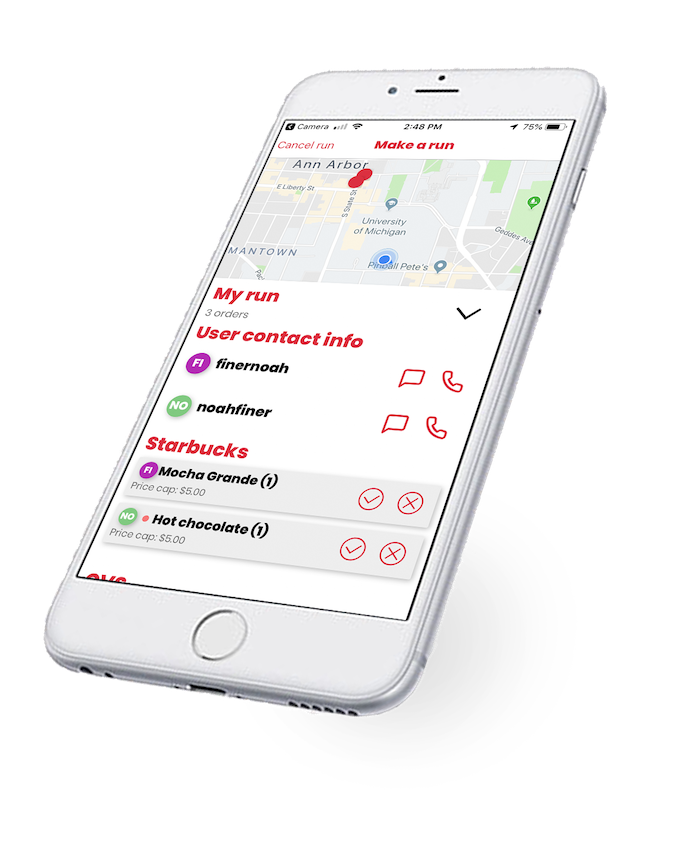 Camera
2:48 PM
75%
Cancel run
Make a run
Ann Arbor
E Liberty St
S State St
University
of Michigan
Geddes Ave
MANTOWN
Pinball Pete's
My run
3 orders
User contact info
FI
finernoah
NO
noahfiner
Starbucks
FI
Mocha Grande (1)
Price cap: $5.00
NO
Hot chocolate (1)
Price cap: $5.00